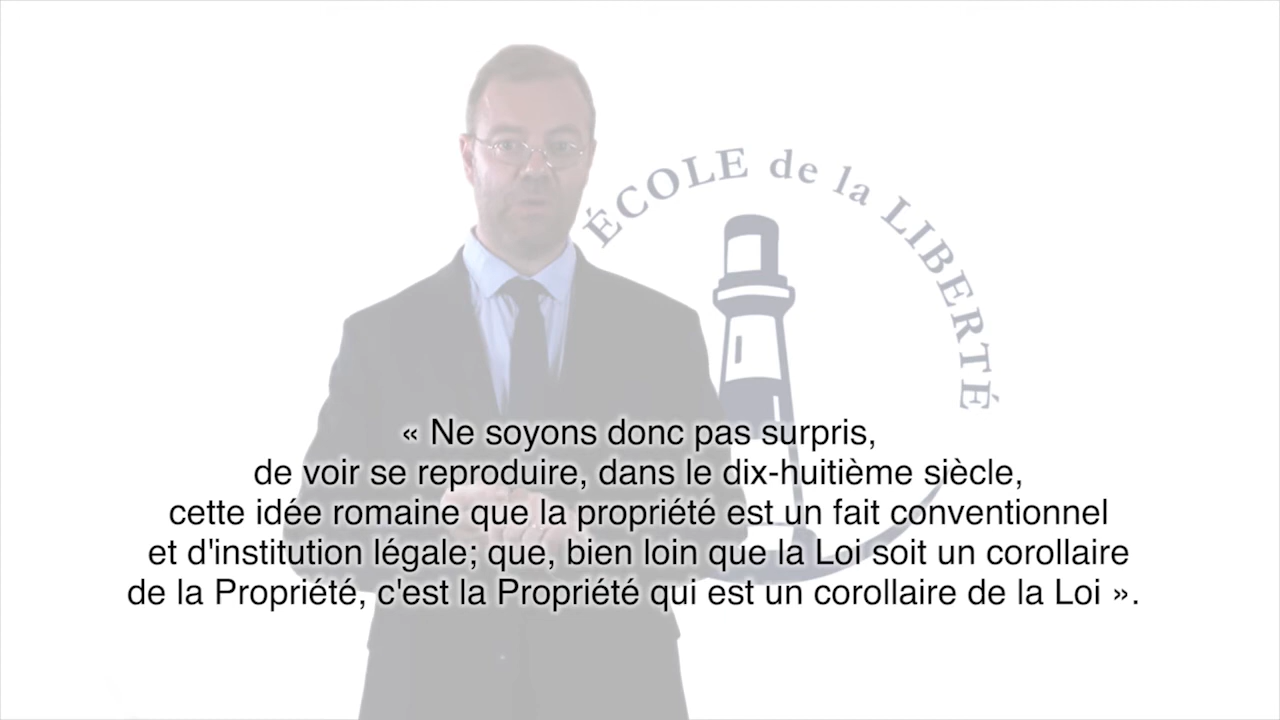 ÉCOLE de la LIBERTÉ
« Ne soyons donc pas surpris,
de voir se reproduire, dans le dix-huitième siècle,
cette idée romaine que la propriété est un fait conventionnel
et d'institution légale; que, bien loin que la Loi soit un corollaire
de la Propriété, c'est la Propriété qui est un corollaire de la Loi ».